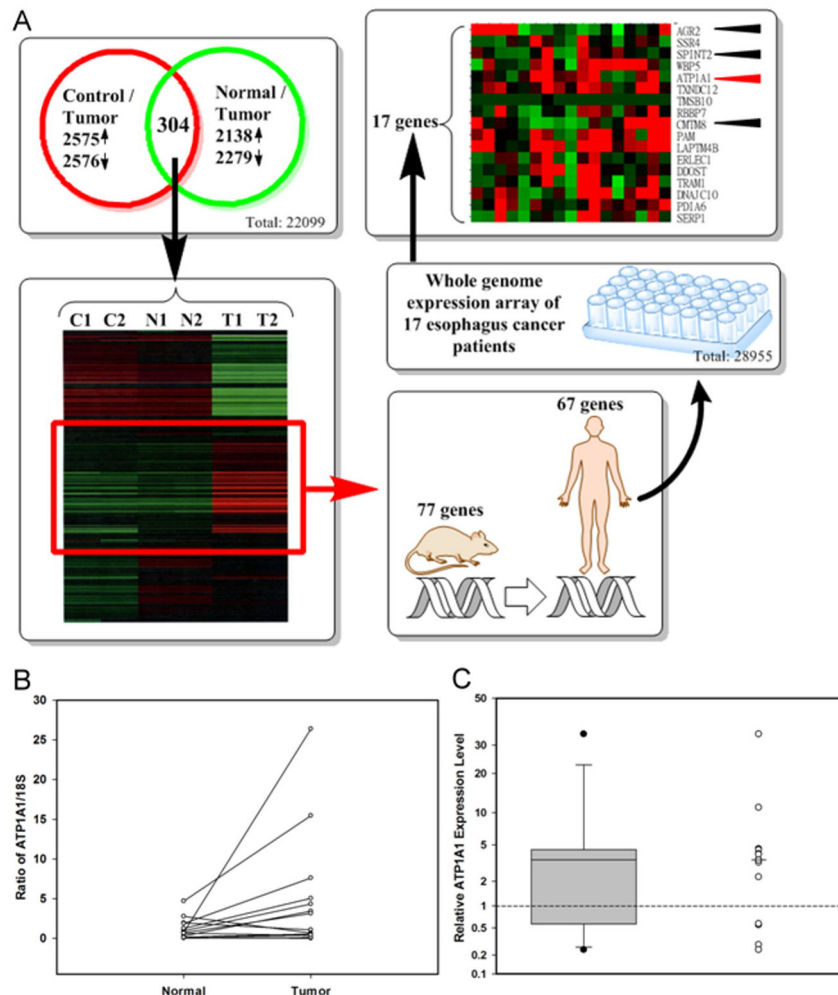 A
Control /
Tumor
2575↑
2576↓
304
Normal /
Tumor
2138↑
2279↓
Total: 22099
C1 C2 N1 N2 T1 T2
17 genes
AGR2
SSR4
SPINT2
WBP5
ATP1A1
TXNDC12
TMSB10
RBBP7
CMTM8
PAM
LAPTM4B
ERLEC1
DDOST
TRAM1
DNAJC10
PDIA6
SERP1
Whole genome
expression array of
17 esophagus cancer
patients
Total: 28955
67 genes
77 genes
B
30
25
20
15
10
5
0
Ratio of ATP1A1/18S
Normal Tumor
C
50
30
20
10
5
2
1
0.5
0.2
0.1
Relative ATP1A1 Expression Level